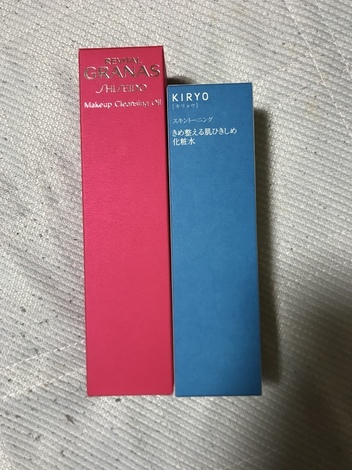 REVITAL
GRANAS
SHISEIDO
Makeup Cleansing Oil
KIRYO
[キリョウ]
スキントーニング
きめ整える肌ひきしめ
化粧水